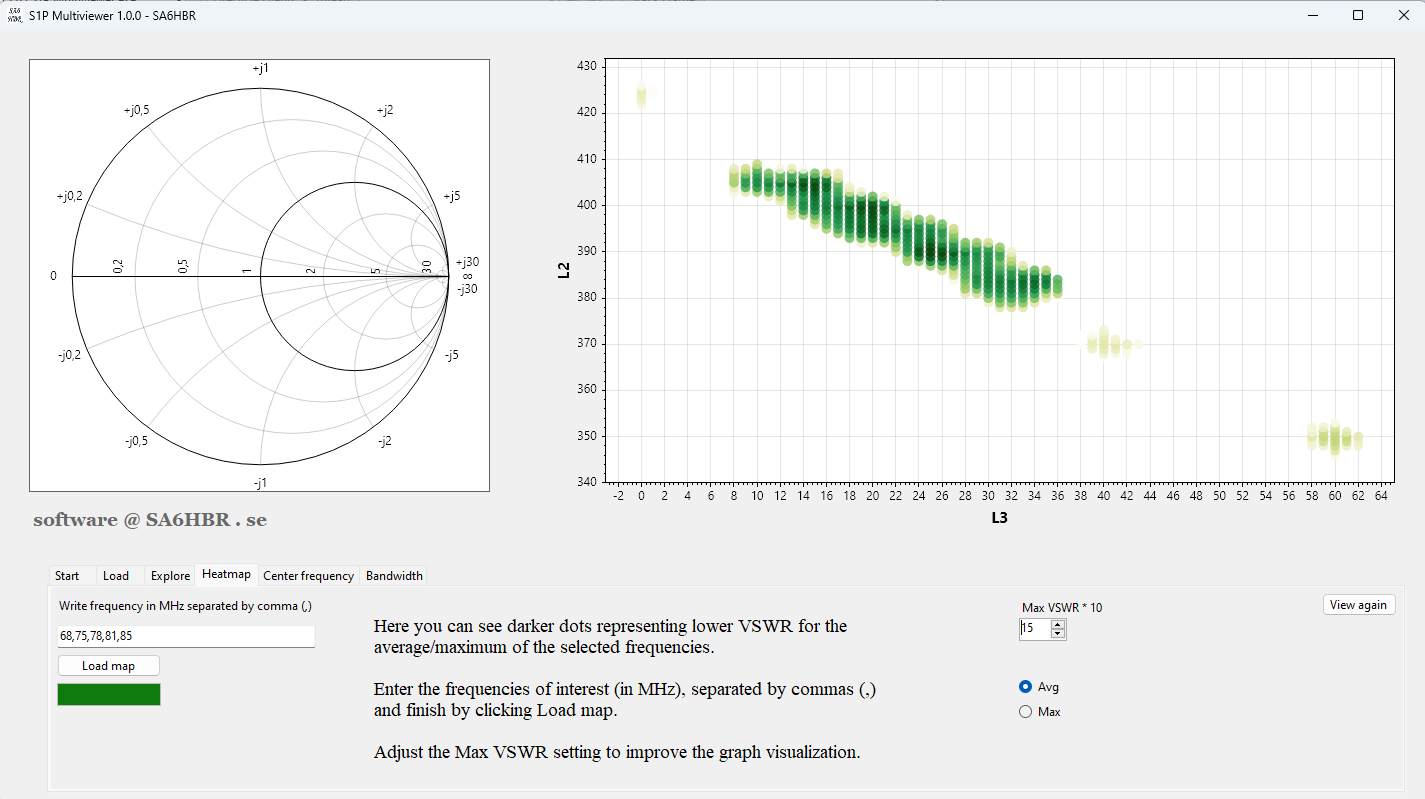 S1P Multiviewer 1.0.0 - SA6HBR
+j1
+j0,5
+j2
+j0,2
+j5
0
0,2
0,5
1
2
5
30
+j30
∞
-j30
-j0,2
-j5
-j0,5
-j2
-j1
software @ SA6HBR . se
L2
430
420
410
400
390
380
370
360
350
340
-2 0 2 4 6 8 10 12 14 16 18 20 22 24 26 28 30 32 34 36 38 40 42 44 46 48 50 52 54 56 58 60 62 64
L3
Start Load Explore Heatmap Center frequency Bandwidth
Write frequency in MHz separated by comma (,)
68,75,78,81,85
Load map
Here you can see darker dots representing lower VSWR for the
average/maximum of the selected frequencies.
Enter the frequencies of interest (in MHz), separated by commas (,)
and finish by clicking Load map.
Adjust the Max VSWR setting to improve the graph visualization.
Max VSWR * 10
15
Avg
Max
View again